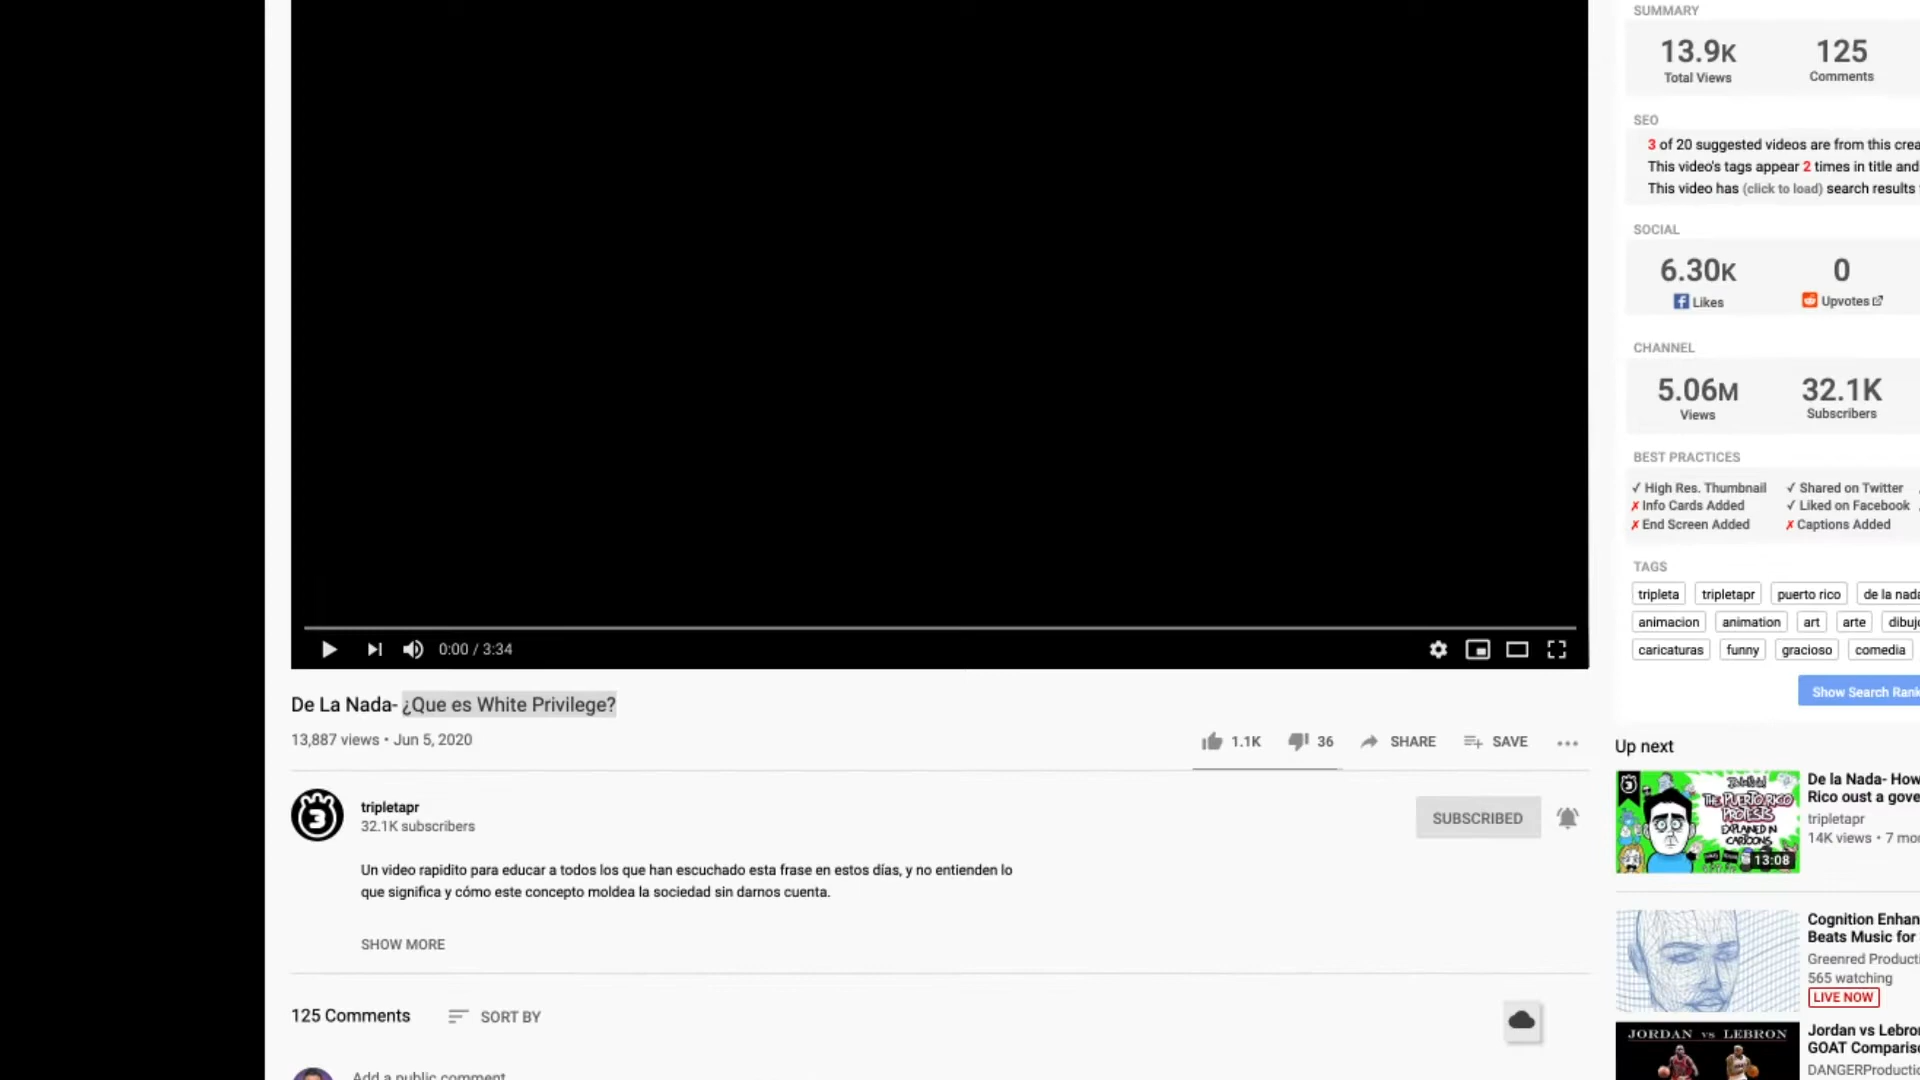 SUMMARY
13.9K 125
Total Views Comments
SEO
3 of 20 suggested videos are from this
This video's tags appear 2 times in title and
This video has (click to load) search results
SOCIAL
6.30K 0
Likes Upvotes
CHANNEL
5.06M 32.1K
Views Subscribers
BEST PRACTICES
✓ High Res. Thumbnail ✓ Shared on Twitter
✗ Info Cards Added ✓ Liked on Facebook
✗ End Screen Added ✗ Captions Added
TAGS
tripleta tripletapr puerto rico de la nada
animacion animation art arte
caricaturas funny gracioso comedia
Show Search
0:00 / 3:34
De La Nada- ¿Que es White Privilege?
13,887 views • Jun 5, 2020
1.1K 36 SHARE SAVE
tripletapr
32.1K subscribers
SUBSCRIBED
Un video rapidito para educar a todos los que han escuchado esta frase en estos días, y no entienden lo
que significa y cómo este concepto moldea la sociedad sin darnos cuenta.
SHOW MORE
125 Comments SORT BY
Add a public comment
Up next
THE PUERTO RICO
PROTESTS
EXPLAINED IN
CARTOONS
13:08
De la Nada- How
Rico oust a
tripletapr
14K views • 7
Cognition
Beats Music for
Greenred
565 watching
LIVE NOW
JORDAN VS LEBRON
Jordan vs
GOAT